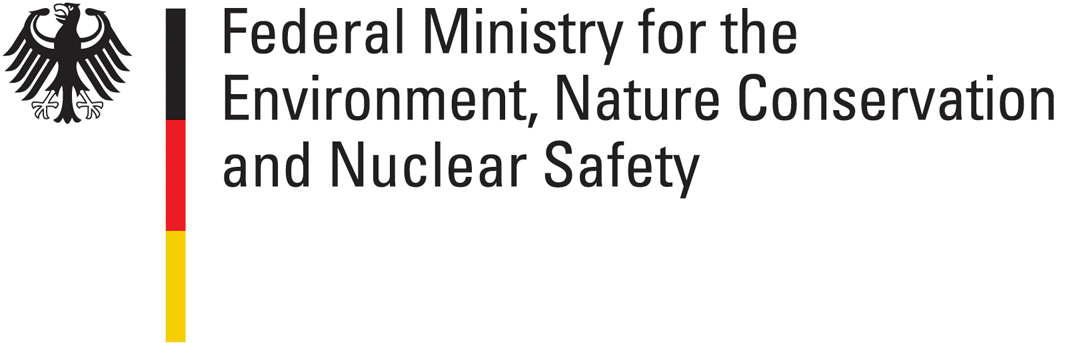 Federal Ministry for the
Environment, Nature Conservation
and Nuclear Safety